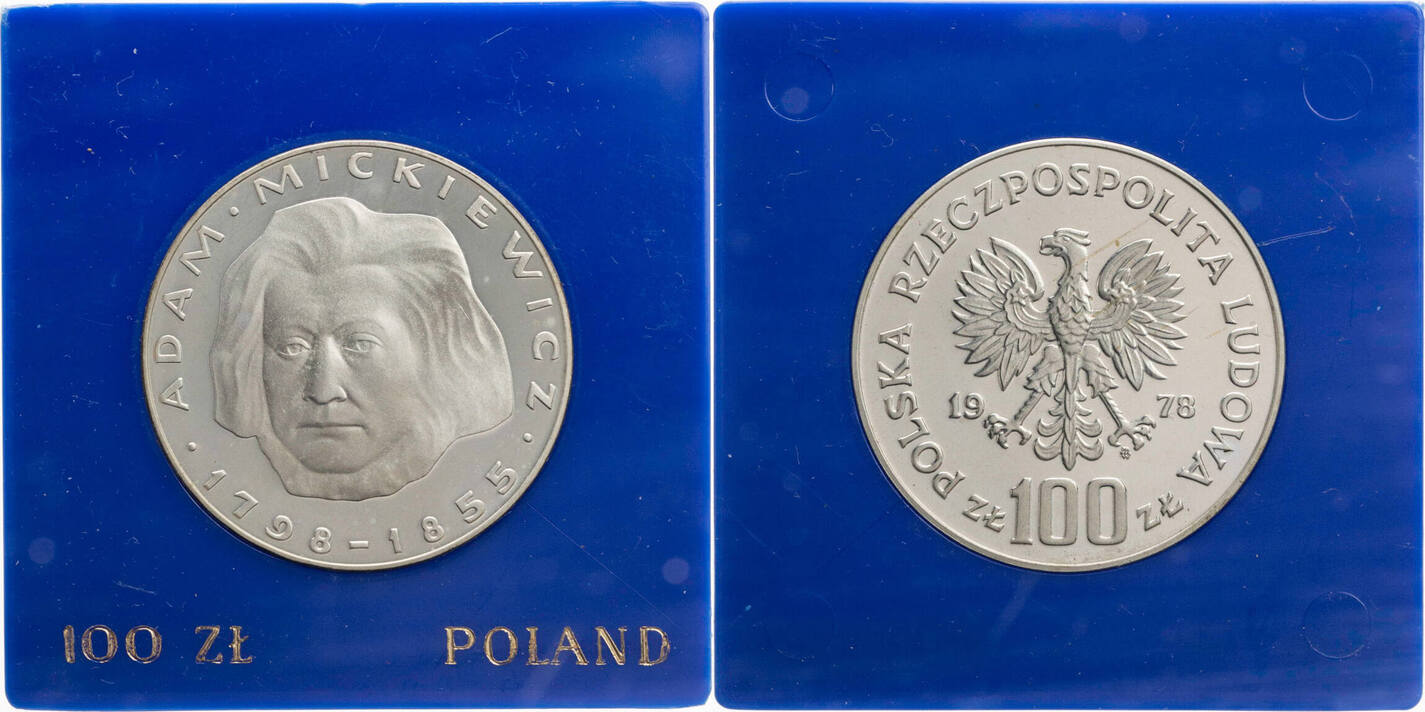 ADAM · MICKIEWICZ ·
· 1798-1855
100 ZŁ POLAND
POLSKA RZECZPOSPOLITA LUDOWA
19 78
ZŁ 100 ZŁ